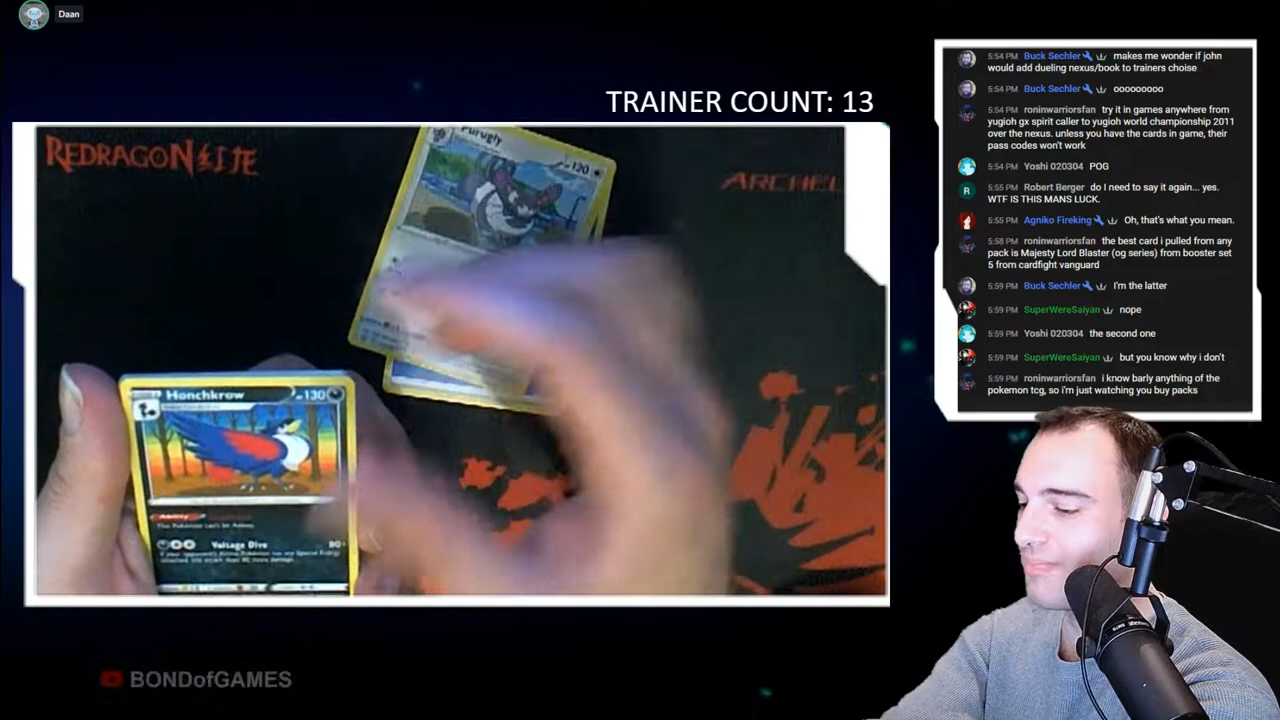 Daan
TRAINER COUNT: 13
REDRAGON
ARCHEL
Purugly
120
Honchkrow
130
Ability
This Pokémon can't be Asleep.
Voltage Dive
80+
BONDofGAMES
5:54 PM Buck Sechler makes me wonder if john
would add dueling nexus/book to trainers choise
5:54 PM Buck Sechler ooooooooo
5:54 PM roninwarriorsfan try it in games anywhere from
yugioh gx spirit caller to yugioh world championship 2011
over the nexus. unless you have the cards in game, their
pass codes won't work
5:54 PM Yoshi 020304 POG
R
5:55 PM Robert Berger do I need to say it again... yes.
WTF IS THIS MANS LUCK.
5:55 PM Agniko Fireking Oh, that's what you mean.
5:58 PM roninwarriorsfan the best card i pulled from any
pack is Majesty Lord Blaster (og series) from booster set
5 from cardfight vanguard
5:59 PM Buck Sechler I'm the latter
5:59 PM SuperWereSaiyan nope
5:59 PM Yoshi 020304 the second one
5:59 PM SuperWereSaiyan but you know why i don't
5:59 PM roninwarriorsfan i know barly anything of the
pokemon tcg, so i'm just watching you buy packs